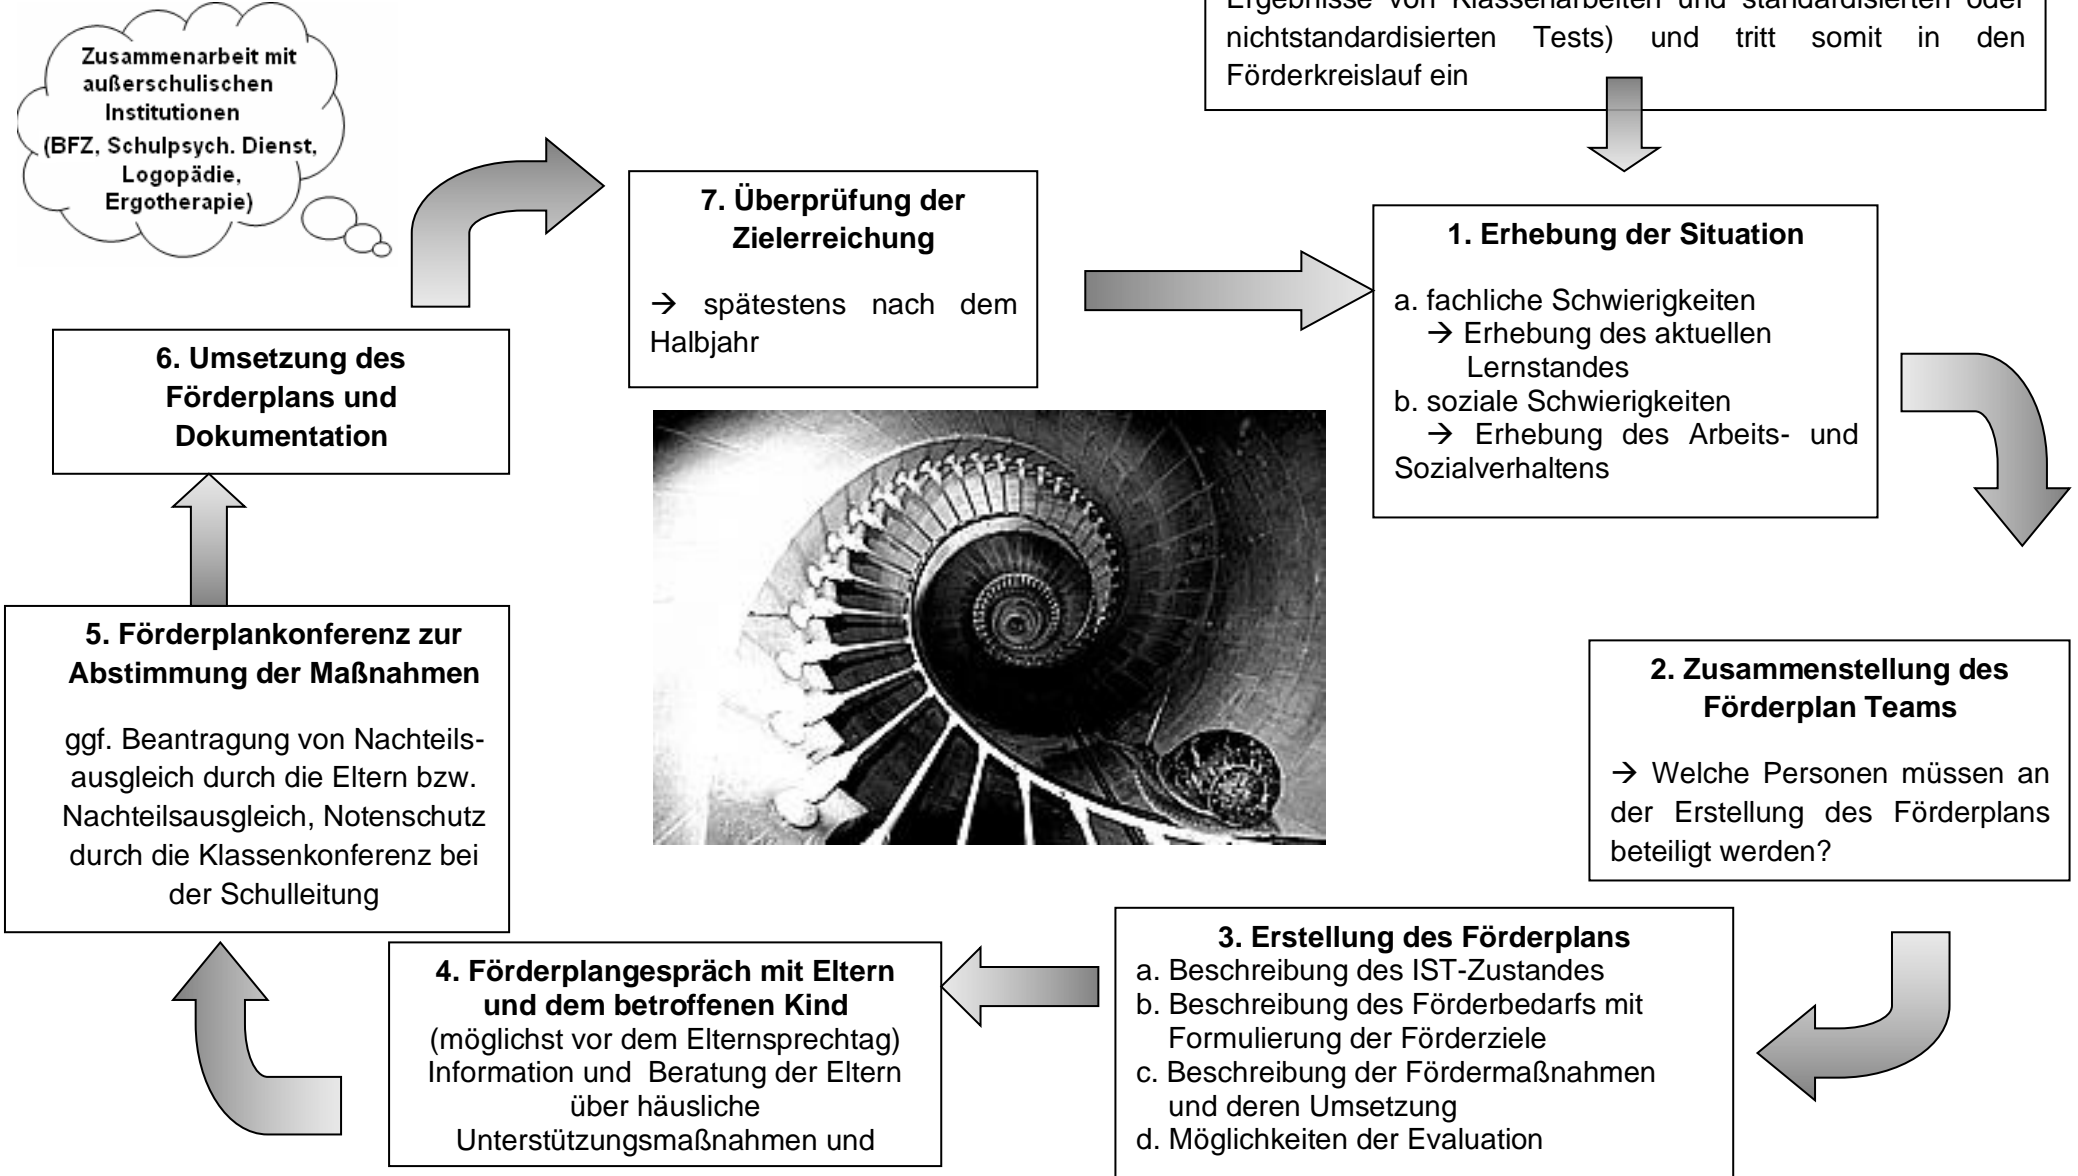 Zusammenarbeit mit
außerschulischen
Institutionen
(BFZ, Schulpsych. Dienst,
Logopädie,
Ergotherapie)
Ergebnisse von Klassenarbeiten und standardisierten oder
nichtstandardisierten Tests) und tritt somit in den
Förderkreislauf ein
1. Erhebung der Situation
a. fachliche Schwierigkeiten
→ Erhebung des aktuellen
Lernstandes
b. soziale Schwierigkeiten
→ Erhebung des Arbeits- und
Sozialverhaltens
2. Zusammenstellung des
Förderplan Teams
→ Welche Personen müssen an
der Erstellung des Förderplans
beteiligt werden?
3. Erstellung des Förderplans
a. Beschreibung des IST-Zustandes
b. Beschreibung des Förderbedarfs mit
Formulierung der Förderziele
c. Beschreibung der Fördermaßnahmen
und deren Umsetzung
d. Möglichkeiten der Evaluation
4. Förderplangespräch mit Eltern
und dem betroffenen Kind
(möglichst vor dem Elternsprechtag)
Information und Beratung der Eltern
über häusliche
Unterstützungsmaßnahmen und
5. Förderplankonferenz zur
Abstimmung der Maßnahmen
ggf. Beantragung von Nachteils-
ausgleich durch die Eltern bzw.
Nachteilsausgleich, Notenschutz
durch die Klassenkonferenz bei
der Schulleitung
6. Umsetzung des
Förderplans und
Dokumentation
7. Überprüfung der
Zielerreichung
→ spätestens nach dem
Halbjahr